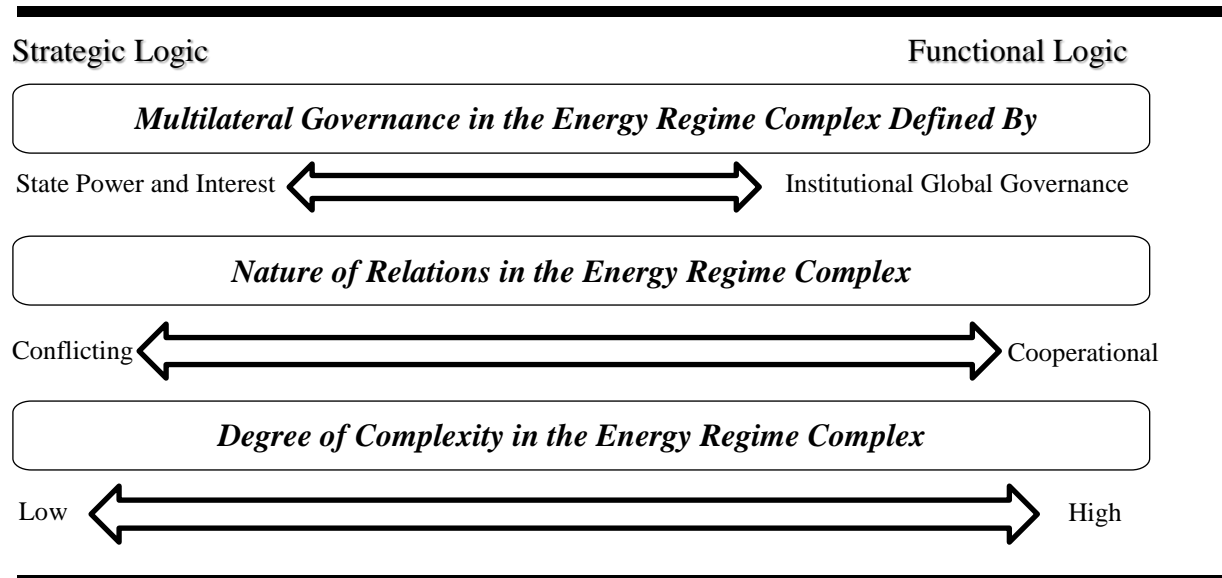 Strategic Logic Functional Logic
Multilateral Governance in the Energy Regime Complex Defined By
State Power and Interest Institutional Global Governance
Nature of Relations in the Energy Regime Complex
Conflicting Cooperational
Degree of Complexity in the Energy Regime Complex
Low High